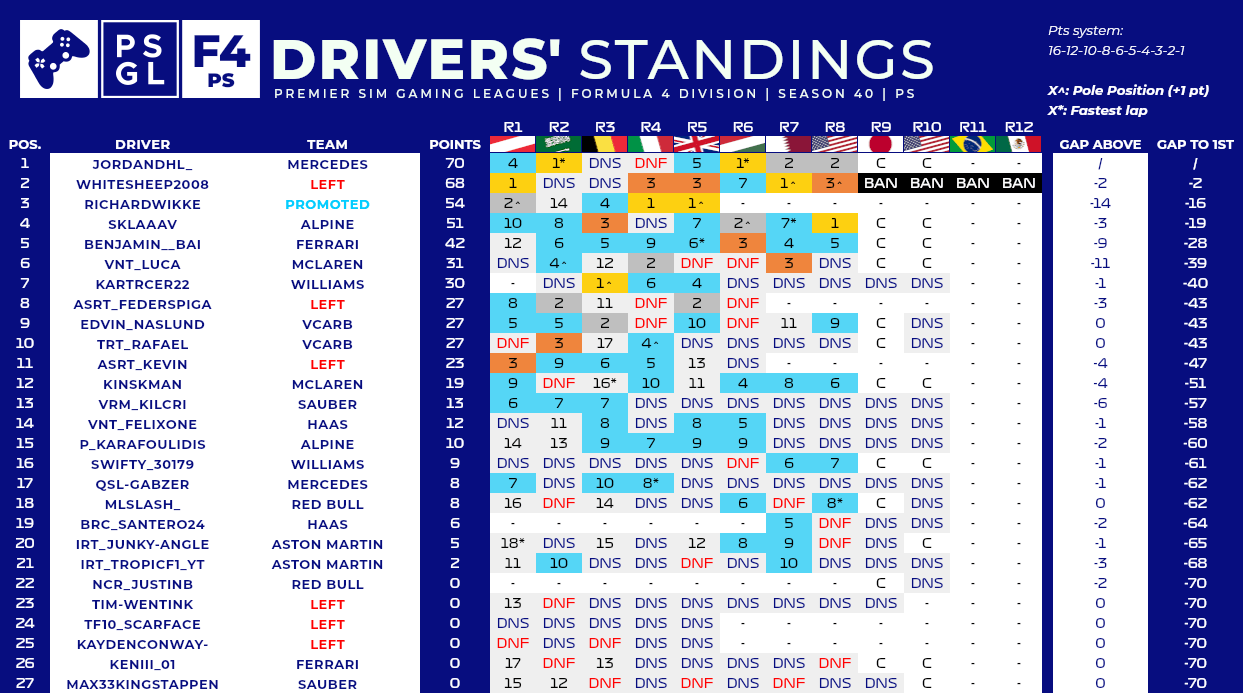 PS
GL
F4
PS
DRIVERS' STANDINGS
PREMIER SIM GAMING LEAGUES | FORMULA 4 DIVISION | SEASON 40 | PS
Pts system:
16-12-10-8-6-5-4-3-2-1
X^: Pole Position (+1 pt)
X*: Fastest lap
R1 R2 R3 R4 R5 R6 R7 R8 R9 R10 R11 R12
POS. DRIVER TEAM POINTS GAP ABOVE GAP TO 1ST
1 JORDANDHL_ MERCEDES 70 4 1* DNS DNF 5 1* 2 2 C C - - / /
2 WHITESHEEP2008 LEFT 68 1 DNS DNS 3 3 7 1^ 3^ BAN BAN BAN BAN -2 -2
3 RICHARDWIKKE PROMOTED 54 2^ 14 4 1 1^ - - - - - - - -14 -16
4 SKLAAAV ALPINE 51 10 8 3 DNS 7 2^ 7* 1 C C - - -3 -19
5 BENJAMIN__BAI FERRARI 42 12 6 5 9 6* 3 4 5 C C - - -9 -28
6 VNT_LUCA MCLAREN 31 DNS 4^ 12 2 DNF DNF 3 DNS C C - - -11 -39
7 KARTRCER22 WILLIAMS 30 - DNS 1^ 6 4 DNS DNS DNS DNS DNS - - -1 -40
8 ASRT_FEDERSPIGA LEFT 27 8 2 11 DNF 2 DNF - - - - - - -3 -43
9 EDVIN_NASLUND VCARB 27 5 5 2 DNF 10 DNF 11 9 C DNS - - 0 -43
10 TRT_RAFAEL VCARB 27 DNF 3 17 4^ DNS DNS DNS DNS C DNS - - 0 -43
11 ASRT_KEVIN LEFT 23 3 9 6 5 13 DNS - - - - - - -4 -47
12 KINSKMAN MCLAREN 19 9 DNF 16* 10 11 4 8 6 C C - - -4 -51
13 VRM_KILCRI SAUBER 13 6 7 7 DNS DNS DNS DNS DNS DNS DNS - - -6 -57
14 VNT_FELIXONE HAAS 12 DNS 11 8 DNS 8 5 DNS DNS DNS DNS - - -1 -58
15 P_KARAFOULIDIS ALPINE 10 14 13 9 7 9 9 DNS DNS DNS DNS - - -2 -60
16 SWIFTY_30179 WILLIAMS 9 DNS DNS DNS DNS DNS DNF 6 7 C C - - -1 -61
17 QSL-GABZER MERCEDES 8 7 DNS 10 8* DNS DNS DNS DNS DNS DNS - - -1 -62
18 MLSLASH_ RED BULL 8 16 DNF 14 DNS DNS 6 DNF 8* C DNS - - 0 -62
19 BRC_SANTERO24 HAAS 6 - - - - - - 5 DNF DNS DNS - - -2 -64
20 IRT_JUNKY-ANGLE ASTON MARTIN 5 18* DNS 15 DNS 12 8 9 DNF DNS C - - -1 -65
21 IRT_TROPICF1_YT ASTON MARTIN 2 11 10 DNS DNS DNF DNS 10 DNS DNS DNS - - -3 -68
22 NCR_JUSTINB RED BULL 0 - - - - - - - - C DNS - - -2 -70
23 TIM-WENTINK LEFT 0 13 DNF DNS DNS DNS DNS DNS DNS DNS - - - 0 -70
24 TF10_SCARFACE LEFT 0 DNS DNS DNS DNS DNS - - - - - - - 0 -70
25 KAYDENCONWAY- LEFT 0 DNF DNS DNF DNS DNS - - - - - - - 0 -70
26 KENIII_01 FERRARI 0 17 DNF 13 DNS DNS DNS DNS DNF C C - - 0 -70
27 MAX33KINGSTAPPEN SAUBER 0 15 12 DNF DNS DNF DNS DNF DNS DNS C - - 0 -70